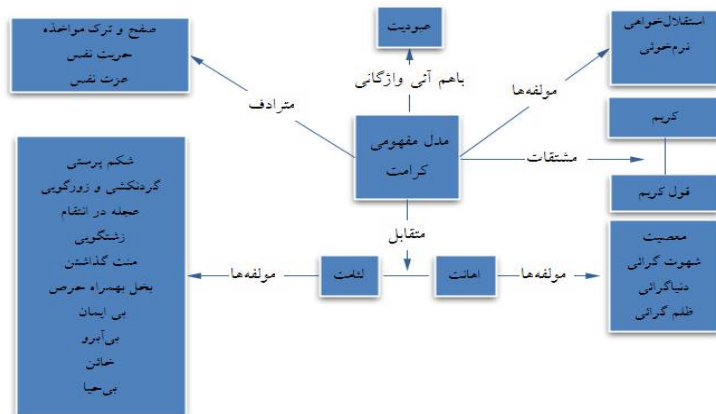 صفح و ترک مواخذه
حریت نفس
عزت نفس
عبودیت
استقلال‌خواهی
نرم‌خوئی
باهم آئی واژگانی
مترادف
مولفه‌ها
مدل مفهومی
کرامت
مشتقات
کریم
قول کریم
متقابل
شکم پرستی
گردنکشی و زورگویی
عجله در انتقام
زشتگویی
منت گذاشتن
بخل بهمراه حرص
بی ایمان
بی‌آبرو
خائن
بی‌حیا
مولفه‌ها
لئامت
اهانت
مولفه‌ها
معصیت
شهوت گرائی
دنیاگرائی
ظلم گرائی